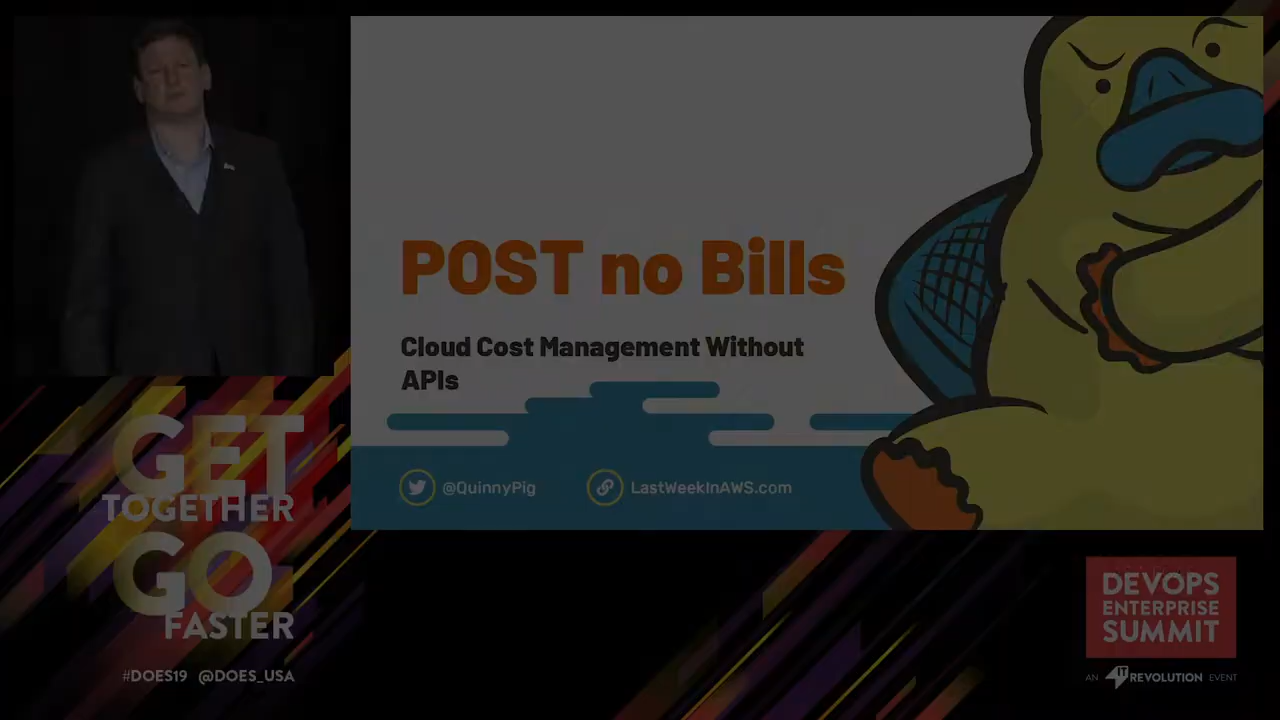 POST no Bills
Cloud Cost Management Without
APIs
@QuinnyPig
LastWeekInAWS.com
GET
TOGETHER
GO
FASTER
#DOES19 @DOES_USA
DEVOPS
ENTERPRISE
SUMMIT
AN IT REVOLUTION EVENT